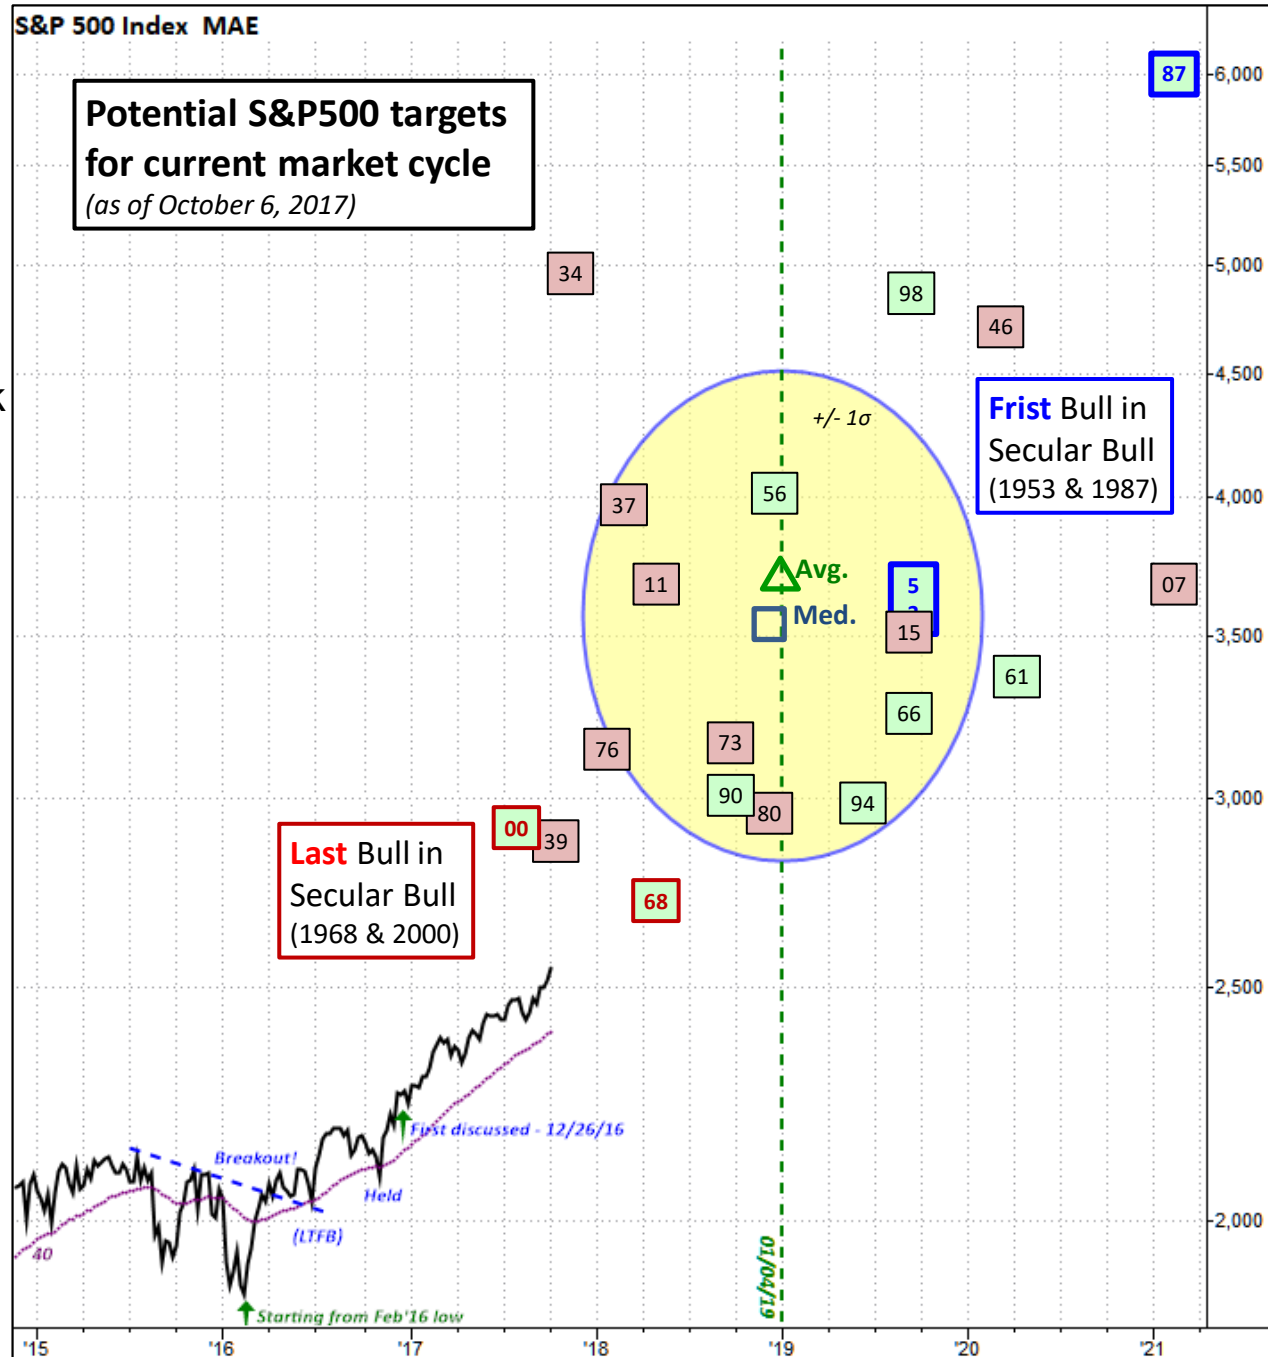 S&P 500 Index  MAE
Potential S&P500 targets
for current market cycle
(as of October 6, 2017)
87
6,000
5,500
34
5,000
98
46
K
4,500
+/- 1σ
Frist Bull in
Secular Bull
(1953 & 1987)
56
37
4,000
Avg.
11
5
07
Med.
15
3,500
61
66
73
76
90
80
94
3,000
00
39
Last Bull in
Secular Bull
(1968 & 2000)
68
2,500
First discussed - 12/26/16
Breakout!
Held
(LTFB)
40
2,000
01/04/19
Starting from Feb'16 low
'15
'16
'17
'18
'19
'20
'21